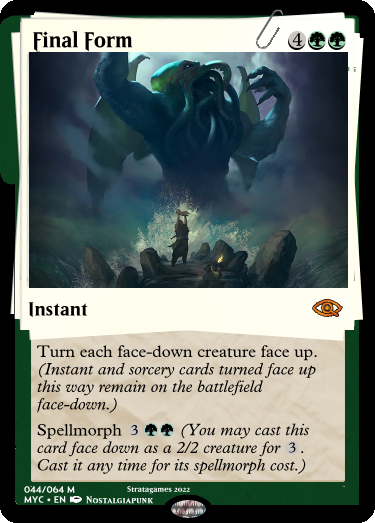 Final Form 4
Instant
Turn each face-down creature face up.
(Instant and sorcery cards turned face up
this way remain on the battlefield
face-down.)
Spellmorph 3 (You may cast this
card face down as a 2/2 creature for 3.
Cast it any time for its spellmorph cost.)
044/064 M
Stratagames 2022
MYC • EN Nostalgiapunk